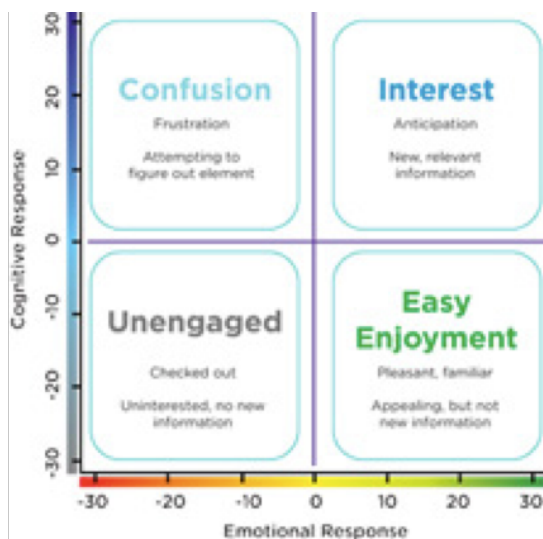 Cognitive Response
30
20
10
0
-10
-20
-30
Confusion
Frustration
Attempting to
figure out element
Interest
Anticipation
New, relevant
information
Unengaged
Checked out
Uninterested, no new
information
Easy
Enjoyment
Pleasant, familiar
Appealing, but not
new information
-30
-20
-10
0
10
20
30
Emotional Response